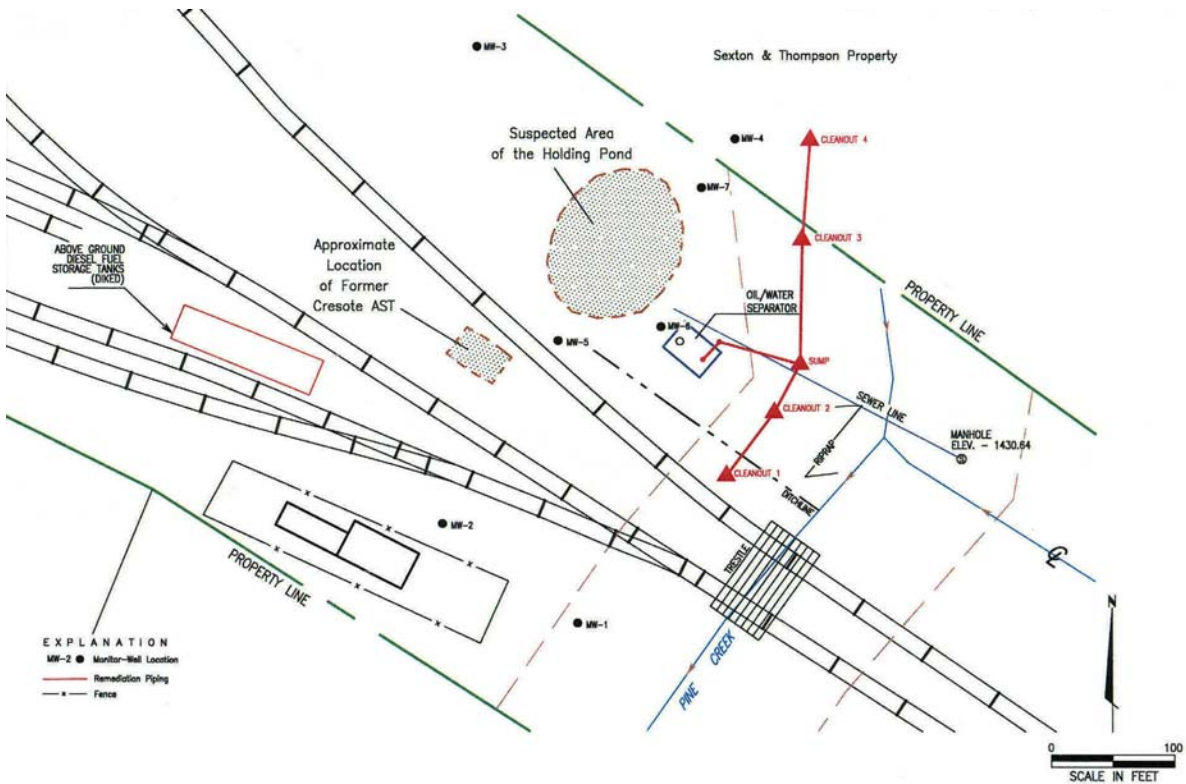 MW-3
Sexton & Thompson Property
Suspected Area
of the Holding Pond
MW-4
CLEANOUT 4
MW-7
ABOVE GROUND
DIESEL FUEL
STORAGE TANKS
(DIKED)
Approximate
Location
of Former
Cresote AST
CLEANOUT 3
PROPERTY LINE
OIL/WATER
SEPARATOR
MW-6
MW-5
SUMP
SEWER LINE
CLEANOUT 2
MANHOLE
ELEV. - 1430.64
S
RIPRAP
CLEANOUT 1
DITCHLINE
MW-2
TRESTLE
PROPERTY LINE
CL
MW-1
N
PINE CREEK
EXPLANATION
MW-2 Monitor-Well Location
Remediation Piping
x Fence
0 100
SCALE IN FEET